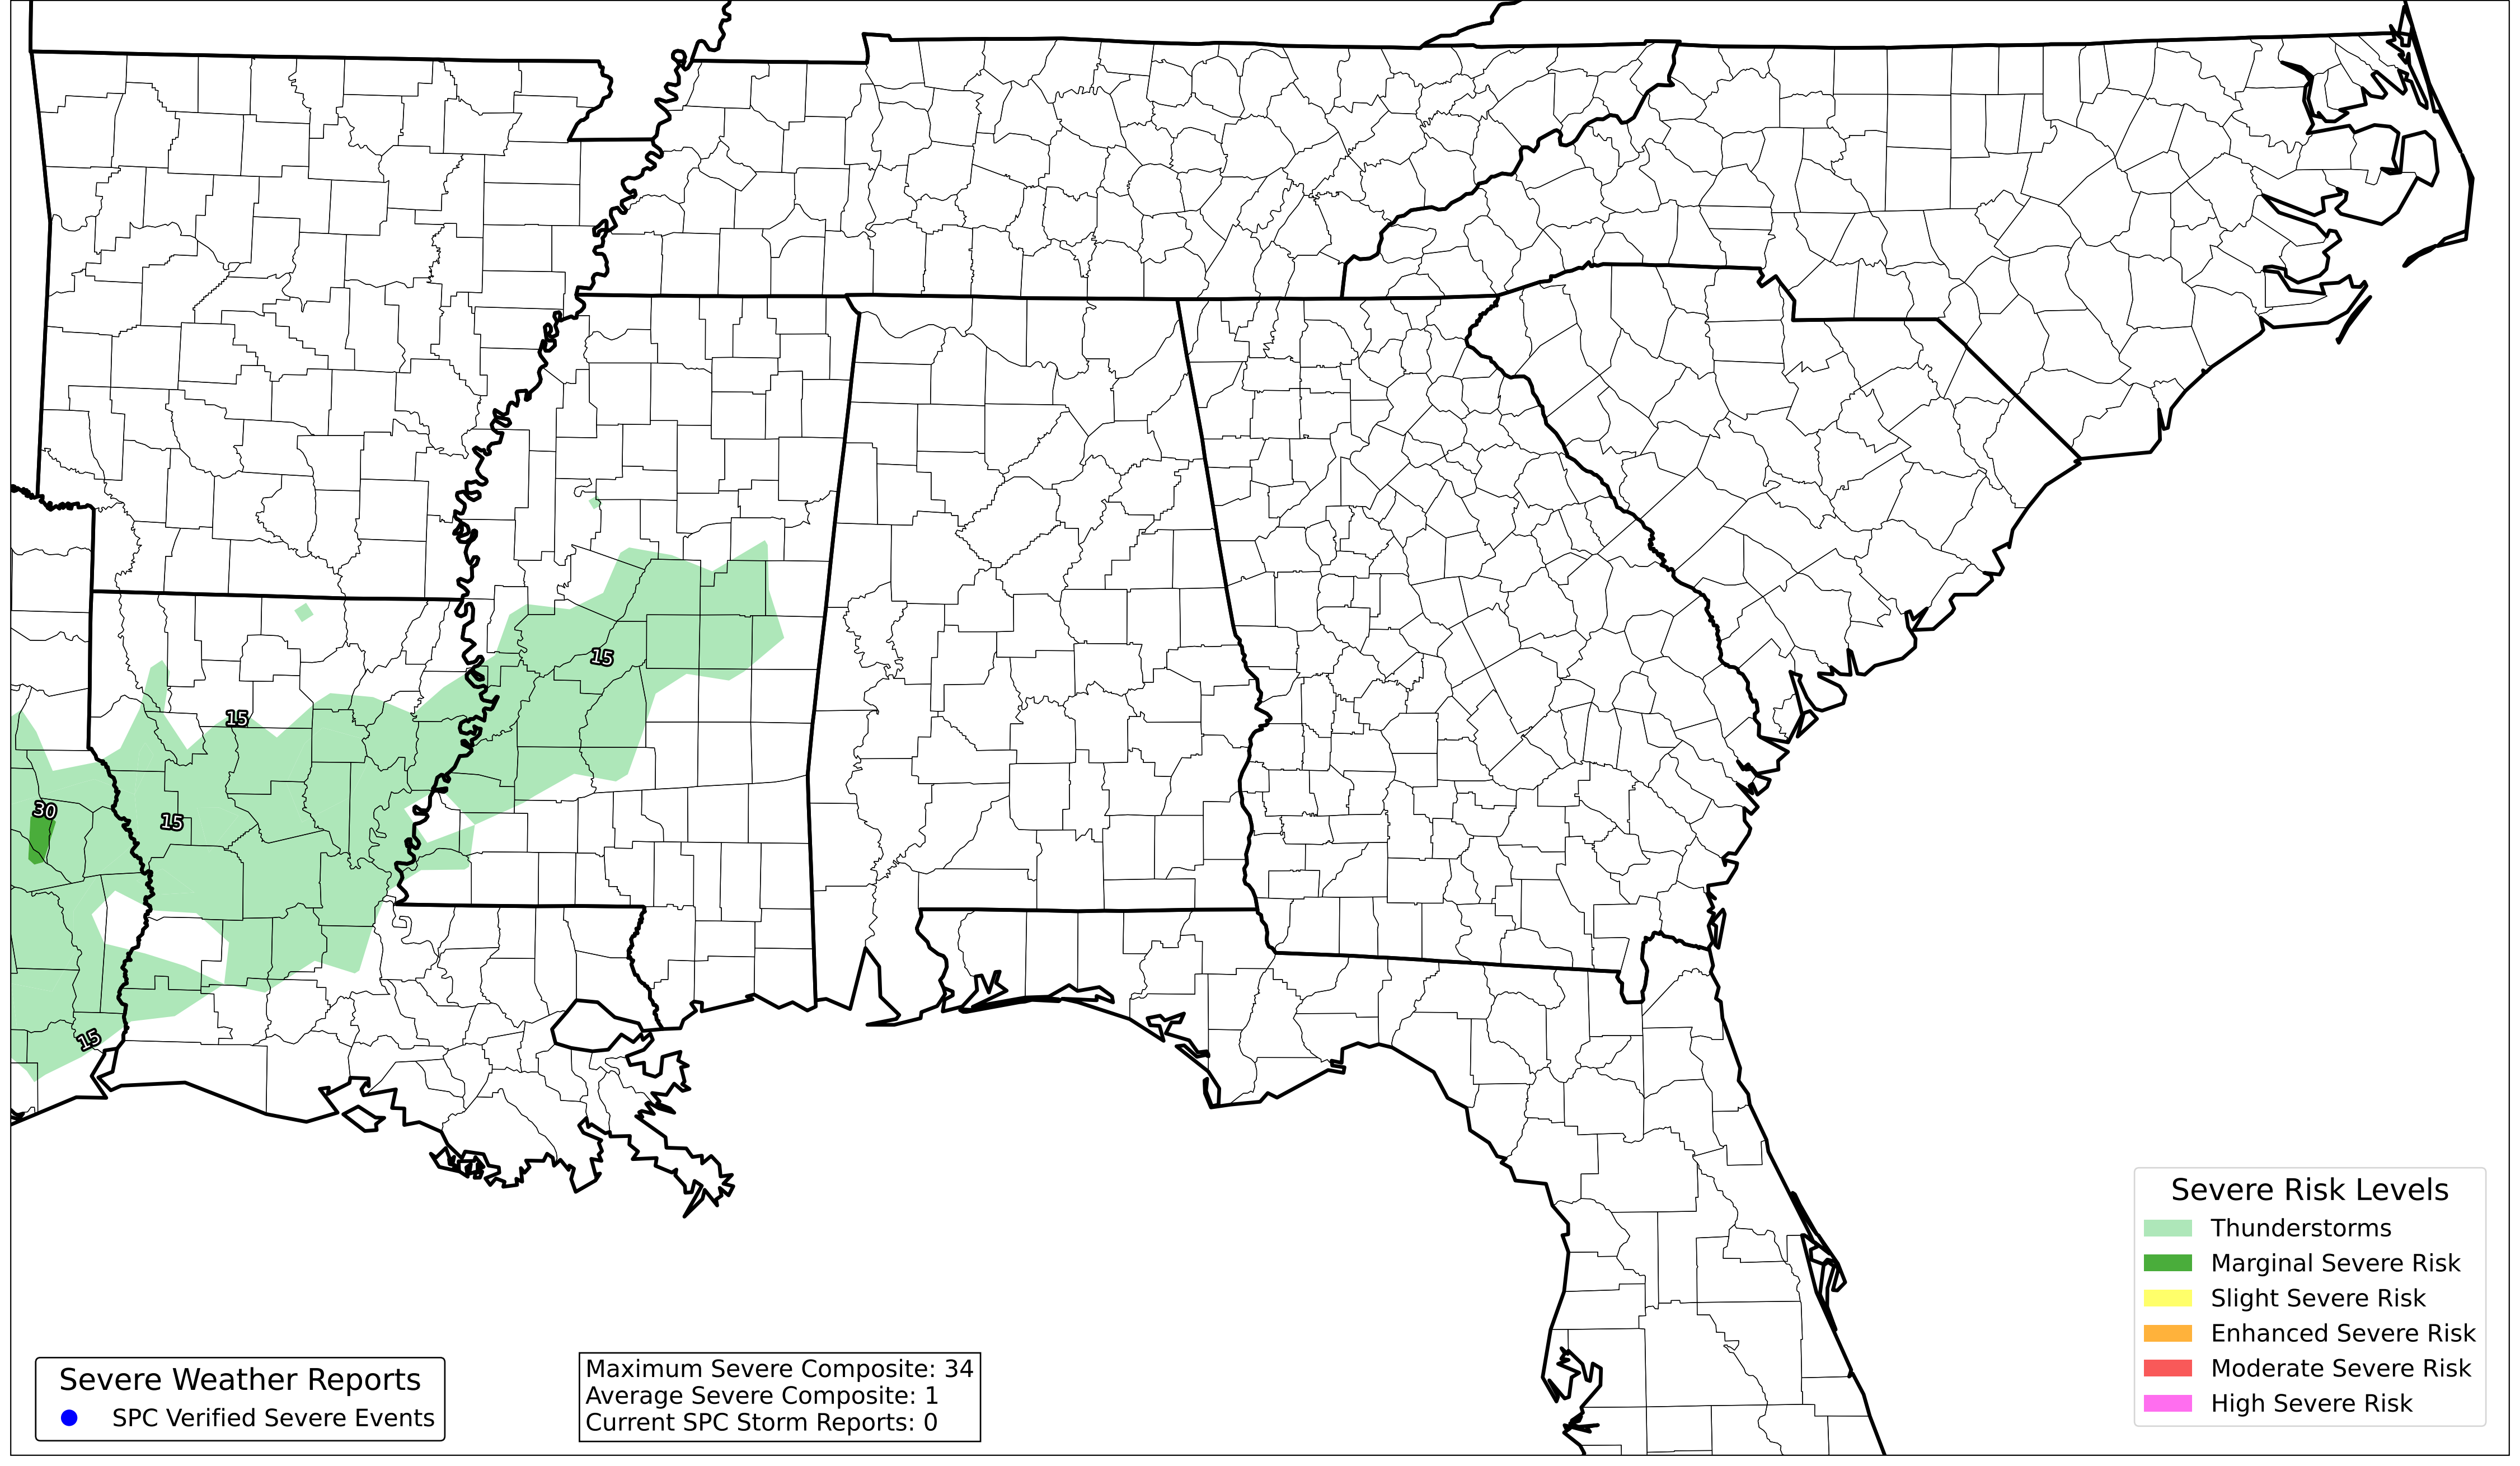 15
15
30
15
15
Severe Risk Levels
Thunderstorms
Marginal Severe Risk
Slight Severe Risk
Enhanced Severe Risk
Moderate Severe Risk
High Severe Risk
Severe Weather Reports
SPC Verified Severe Events
Maximum Severe Composite: 34
Average Severe Composite: 1
Current SPC Storm Reports: 0